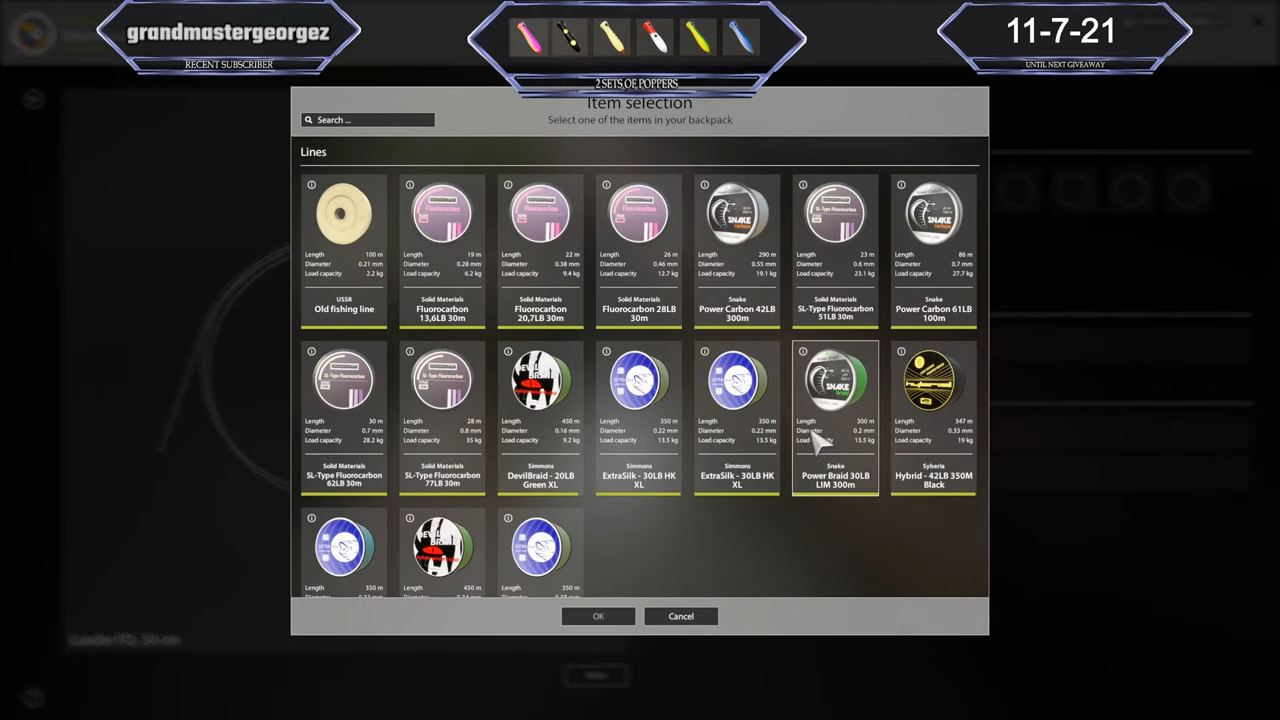 grandmastergeorgez
RECENT SUBSCRIBER
2 SETS OF POPPERS
11-7-21
UNTIL NEXT GIVEAWAY
Item selection
Select one of the items in your backpack
Search ...
Lines
Length 100 m
Diameter 0.21 mm
Load capacity 2.2 kg
USSR
Old fishing line
Length 19 m
Diameter 0.28 mm
Load capacity 6.2 kg
Solid Materials
Fluorocarbon
13,6LB 30m
Length 22 m
Diameter 0.38 mm
Load capacity 9.4 kg
Solid Materials
Fluorocarbon
20,7LB 30m
Length 26 m
Diameter 0.46 mm
Load capacity 12.7 kg
Solid Materials
Fluorocarbon 28LB
30m
Length 290 m
Diameter 0.55 mm
Load capacity 19.1 kg
Snake
Power Carbon 42LB
300m
Length 23 m
Diameter 0.6 mm
Load capacity 23.1 kg
Solid Materials
SL-Type Fluorocarbon
51LB 30m
Length 86 m
Diameter 0.7 mm
Load capacity 27.7 kg
Snake
Power Carbon 61LB
100m
Length 30 m
Diameter 0.7 mm
Load capacity 28.2 kg
Solid Materials
SL-Type Fluorocarbon
62LB 30m
Length 28 m
Diameter 0.8 mm
Load capacity 35 kg
Solid Materials
SL-Type Fluorocarbon
77LB 30m
Length 450 m
Diameter 0.16 mm
Load capacity 9.2 kg
Simmons
DevilBraid - 20LB
Green XL
Length 350 m
Diameter 0.22 mm
Load capacity 13.5 kg
Simmons
ExtraSilk - 30LB HK
XL
Length 350 m
Diameter 0.22 mm
Load capacity 13.5 kg
Simmons
ExtraSilk - 30LB HK
XL
Length 300 m
Diameter 0.2 mm
Load 13.5 kg
Snake
Power Braid 30LB
LIM 300m
Length 347 m
Diameter 0.33 mm
Load capacity 19 kg
Syberia
Hybrid - 42LB 350M
Black
Length 350 m
Length 450 m
Length 350 m
OK
Cancel